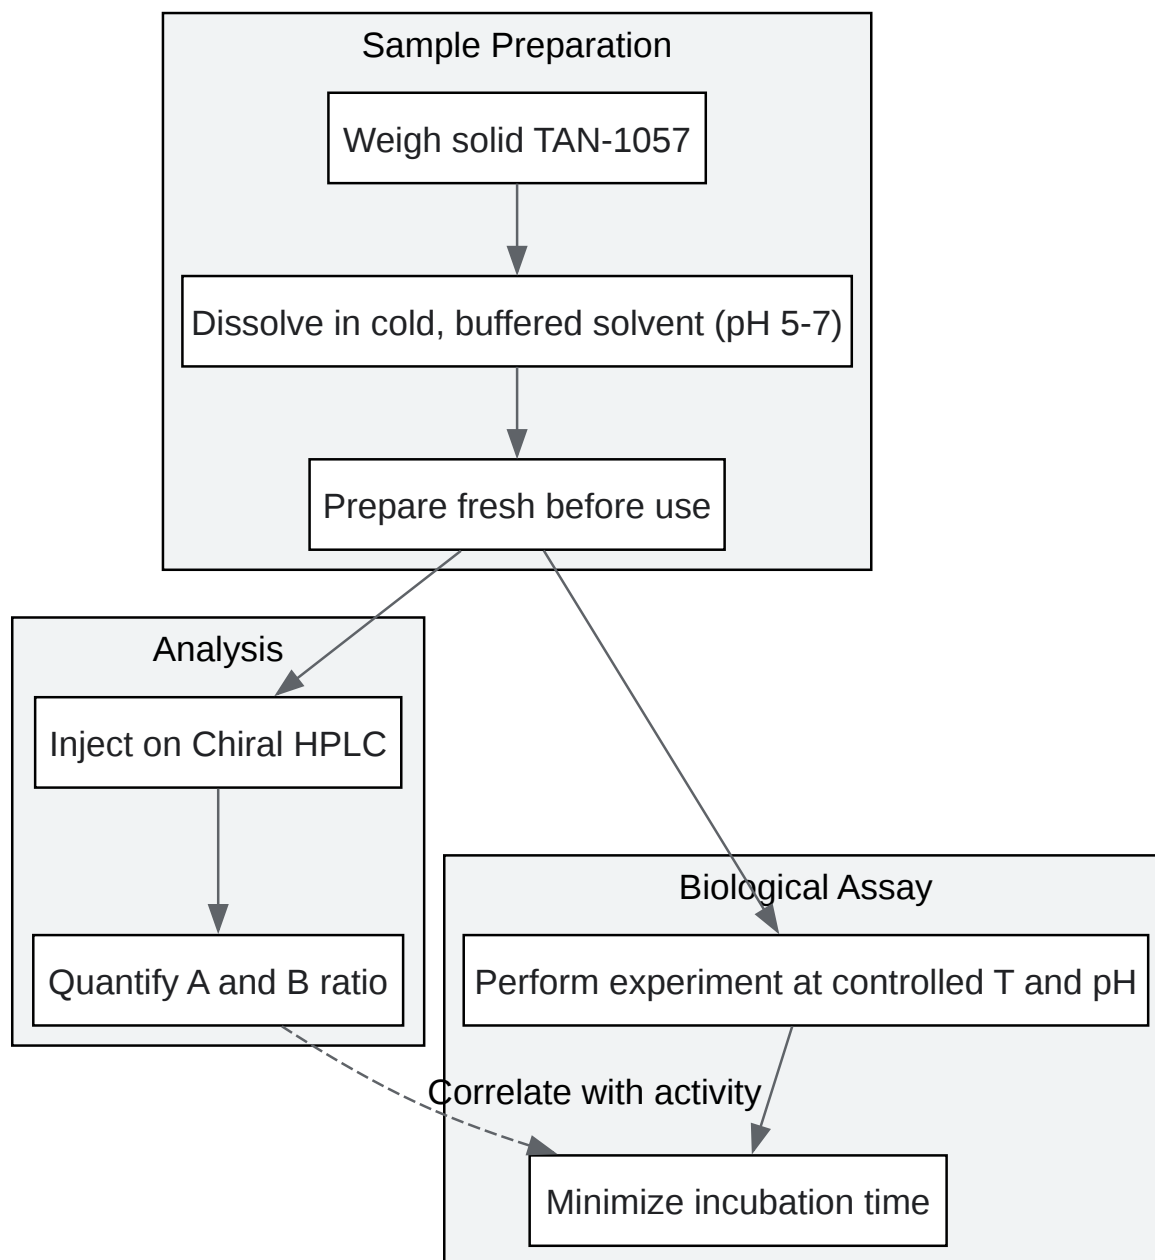 Sample Preparation
Weigh solid TAN-1057
Dissolve in cold, buffered solvent (pH 5-7)
Prepare fresh before use
Analysis
Inject on Chiral HPLC
Quantify A and B ratio
Biological Assay
Perform experiment at controlled T and pH
Correlate with activity
Minimize incubation time